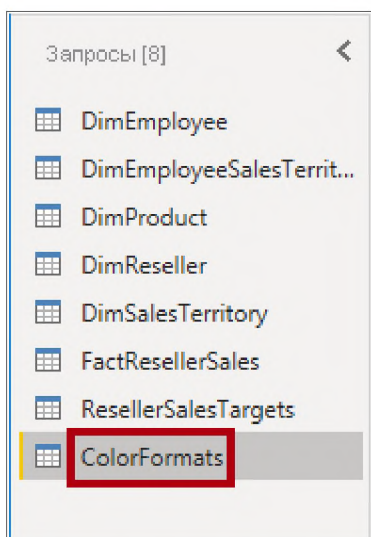 Запросы [8]
DimEmployee
DimEmployeeSalesTerrit...
DimProduct
DimReseller
DimSalesTerritory
FactResellerSales
ResellerSalesTargets
ColorFormats